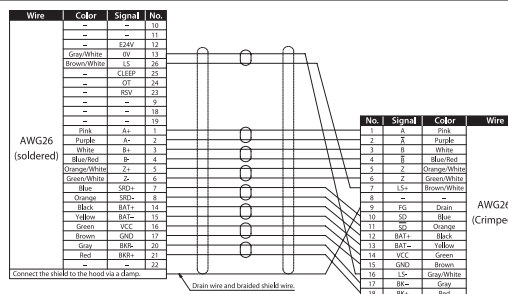 Wire Color Signal No.
– – 10
– – 11
– E24V 12
Gray/White 0V 13
Brown/White LS 26
– CLEEP 25
– OT 24
– RSV 23
– – 9
– – 18
– – 19
Pink A+ 1
Purple A- 2
White B+ 3
Blue/Red B- 4
Orange/White Z+ 5
Green/White Z- 6
Blue SRD+ 7
Orange SRD- 8
Black BAT+ 14
Yellow BAT– 15
Green VCC 16
Brown GND 17
Gray BKR- 20
Red BKR+ 21
– – 22
AWG26
(soldered)
Connect the shield to the hood via a clamp.
Drain wire and braided shield wire.
No. Signal Color Wire
1 A Pink
2 A̅ Purple
3 B White
4 B̅ Blue/Red
5 Z Orange/White
6 Z̅ Green/White
7 LS+ Brown/White
8 – –
9 FG Drain
10 SD Blue
11 S̅D̅ Orange
12 BAT+ Black
13 BAT– Yellow
14 VCC Green
15 GND Brown
16 LS- Gray/White
17 BK– Gray
18 BK+ Red
AWG26
(Crimpe